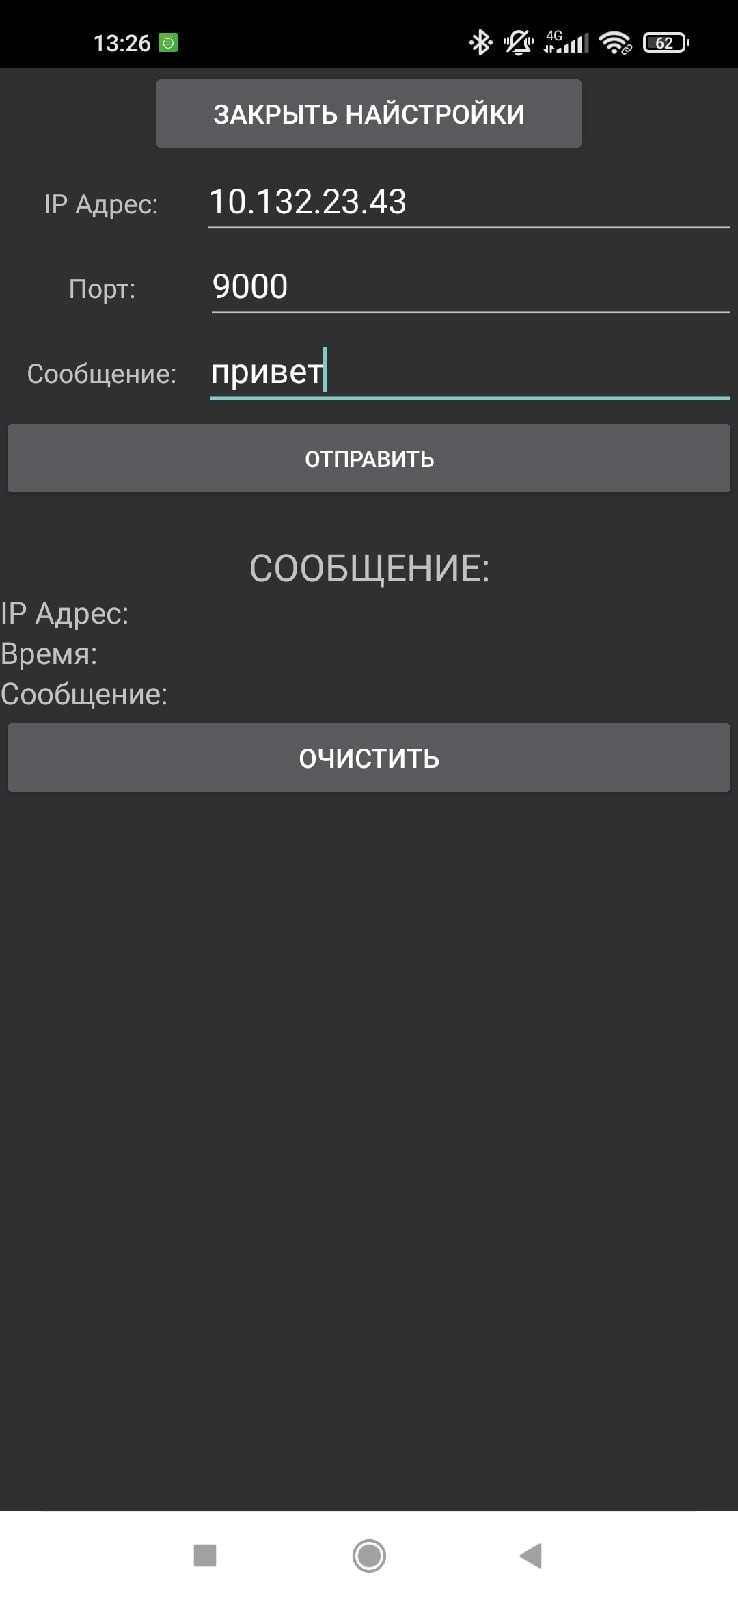 13:26 4G 62
ЗАКРЫТЬ НАЙСТРОЙКИ
IP Адрес: 10.132.23.43
Порт: 9000
Сообщение: привет
ОТПРАВИТЬ
СООБЩЕНИЕ:
IP Адрес:
Время:
Сообщение:
ОЧИСТИТЬ